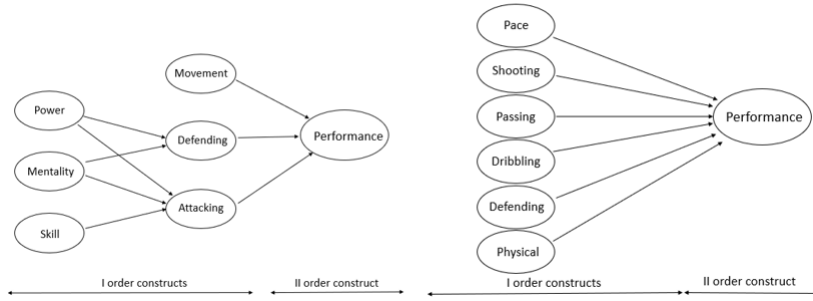 Movement
Power
Defending
Performance
Mentality
Attacking
Skill
I order constructs
II order construct
Pace
Shooting
Passing
Performance
Dribbling
Defending
Physical
I order constructs
II order construct